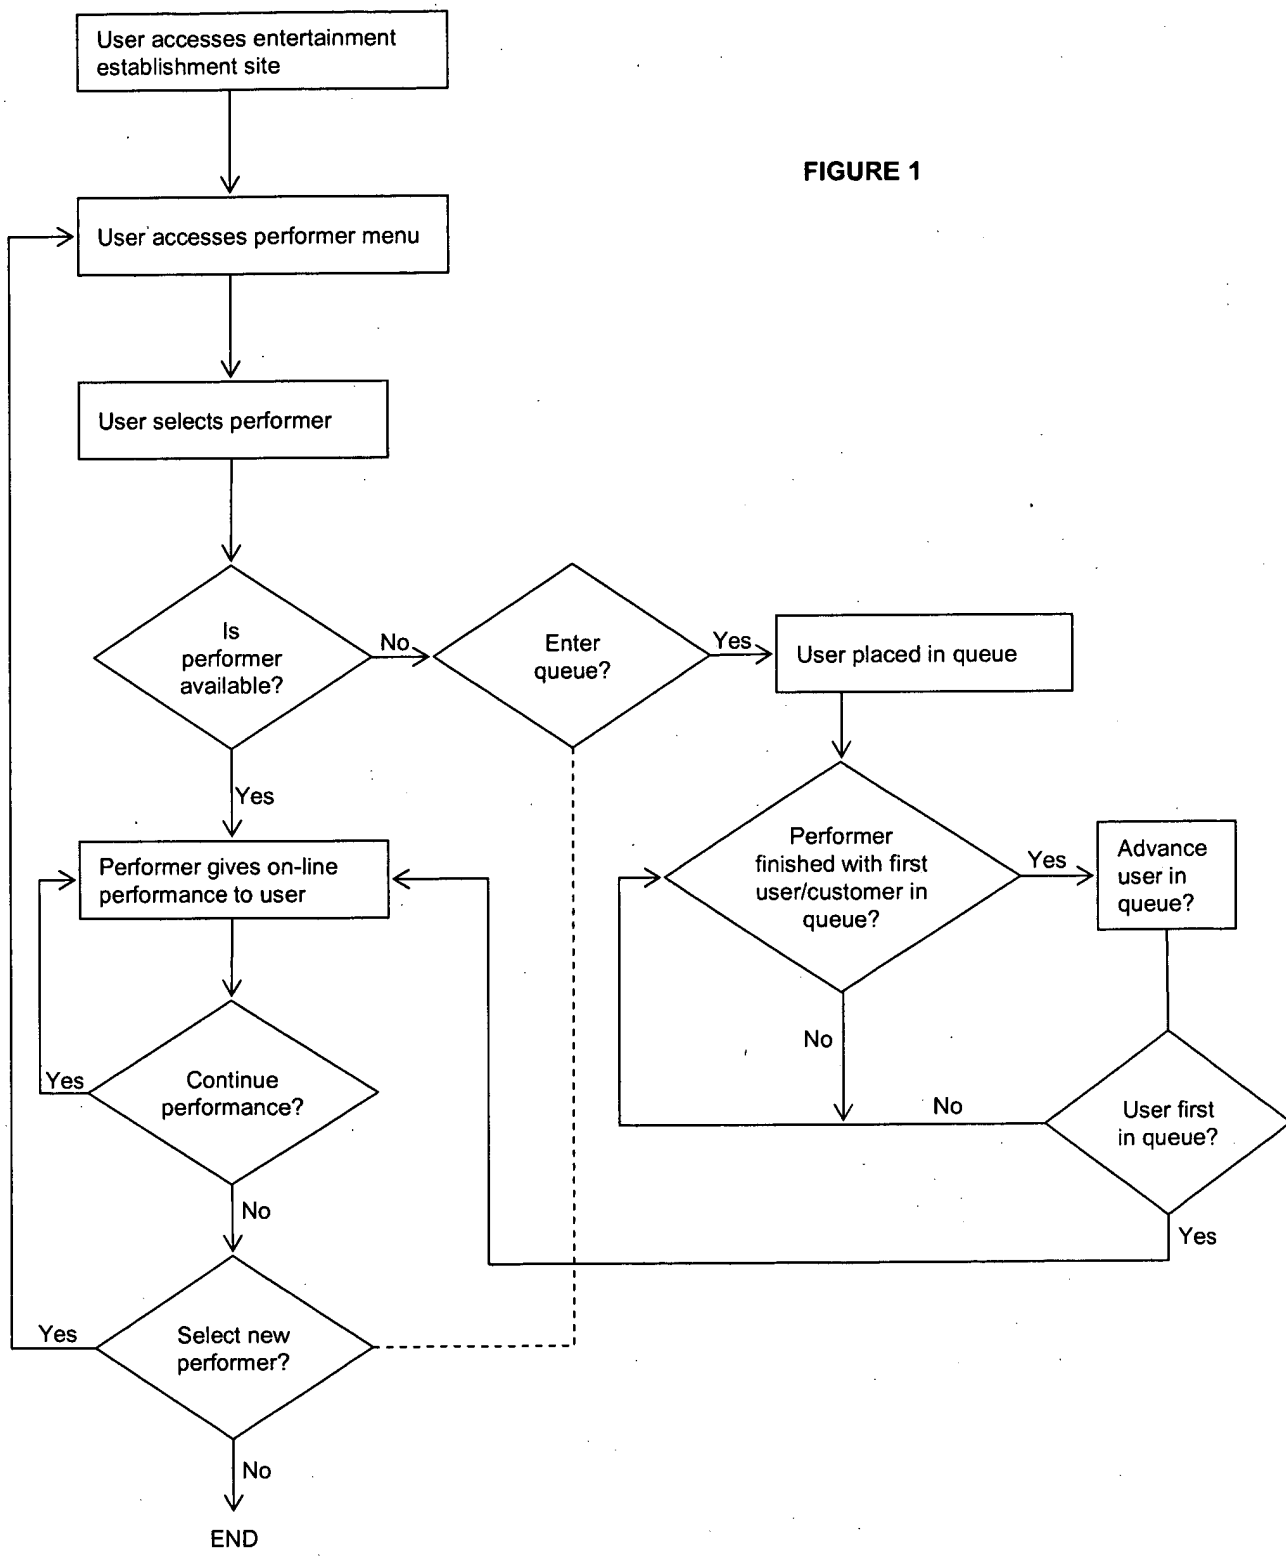 User accesses entertainment
establishment site
FIGURE 1
User accesses performer menu
User selects performer
Is
performer
available?
No
Enter
queue?
Yes
User placed in queue
Yes
Performer gives on-line
performance to user
Performer
finished with first
user/customer in
queue?
Yes
Advance
user in
queue?
No
Yes
Continue
performance?
No
User first
in queue?
No
Yes
Yes
Select new
performer?
No
END